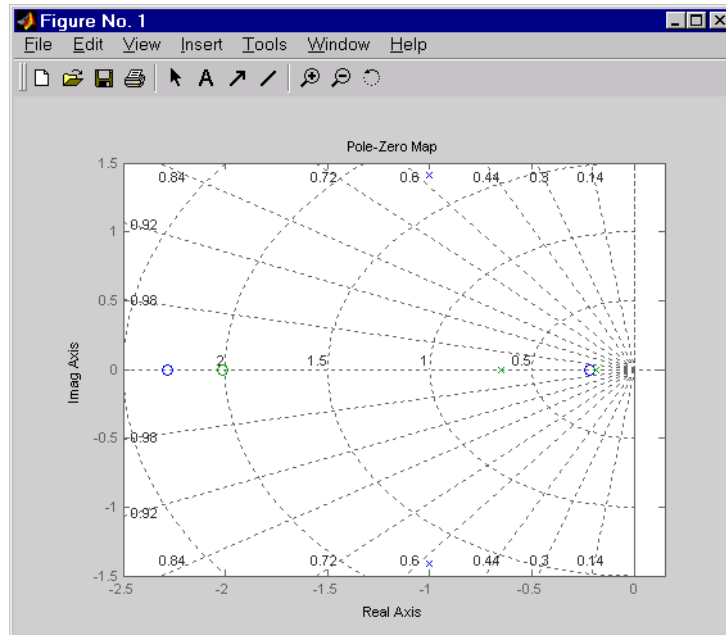 Figure No. 1
File Edit View Insert Tools Window Help
A
Pole-Zero Map
1.5
0.84 0.72 0.6 0.44 0.3 0.14
0.92
1
0.98
0.5
2 1.5 1 0.5
0
Imag Axis
0.98
-0.5
-1
0.92
0.84 0.72 0.6 0.44 0.3 0.14
-1.5
-2.5 -2 -1.5 -1 -0.5 0
Real Axis